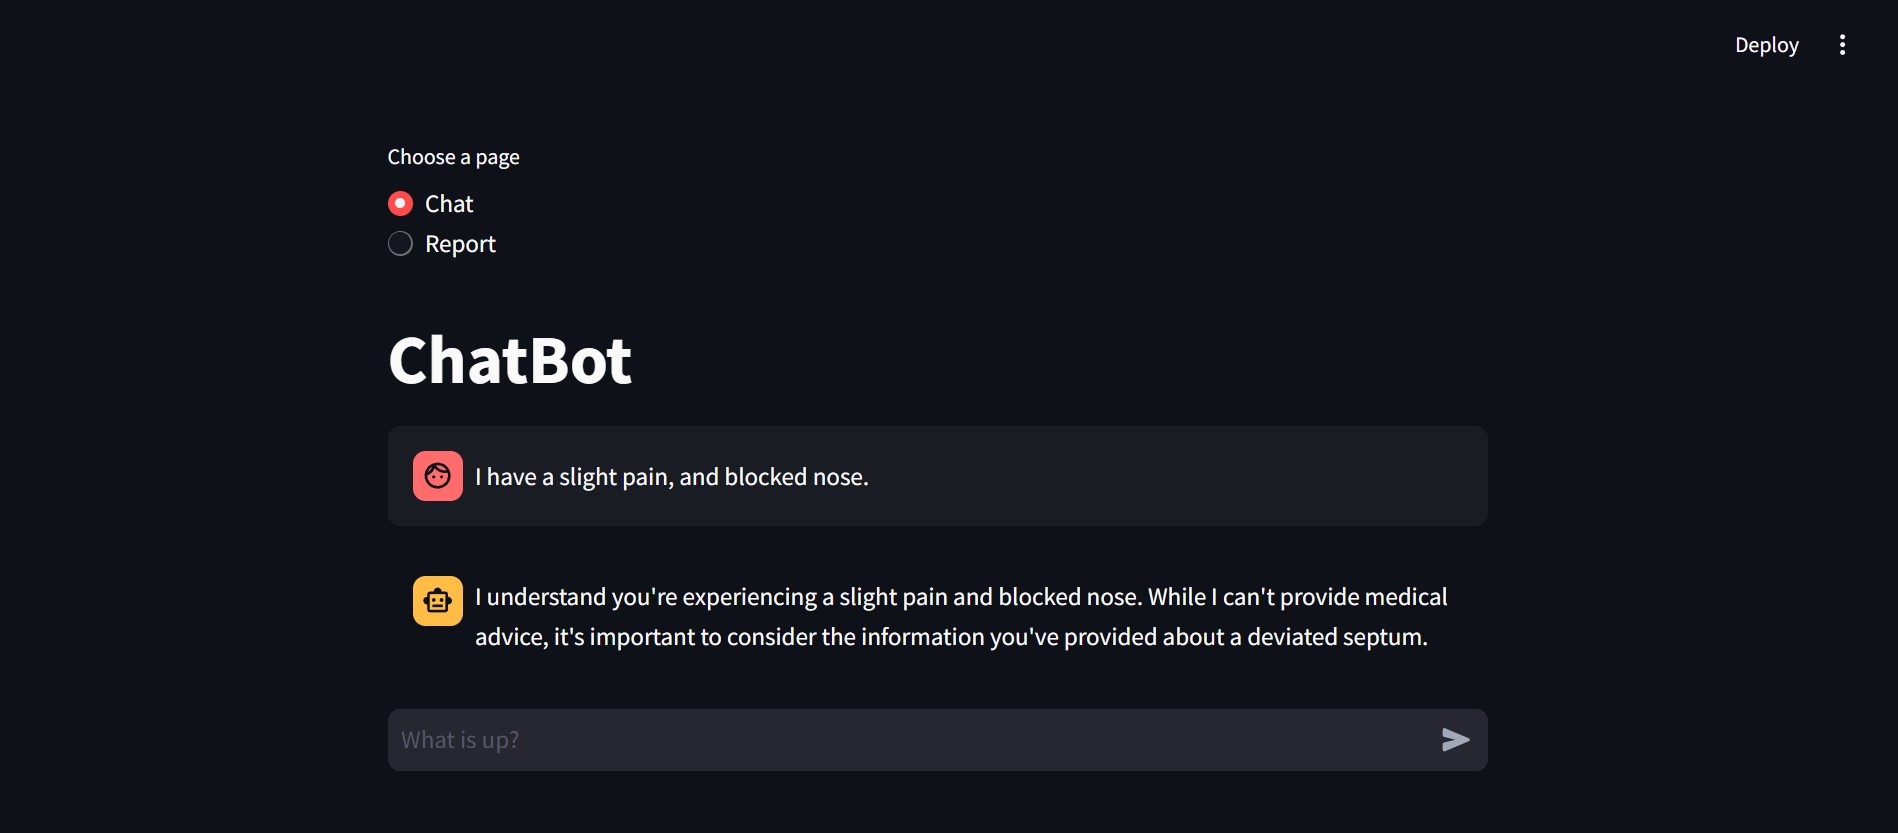 Deploy
Choose a page
Chat
Report
ChatBot
I have a slight pain, and blocked nose.
I understand you're experiencing a slight pain and blocked nose. While I can't provide medical
advice, it's important to consider the information you've provided about a deviated septum.
What is up?